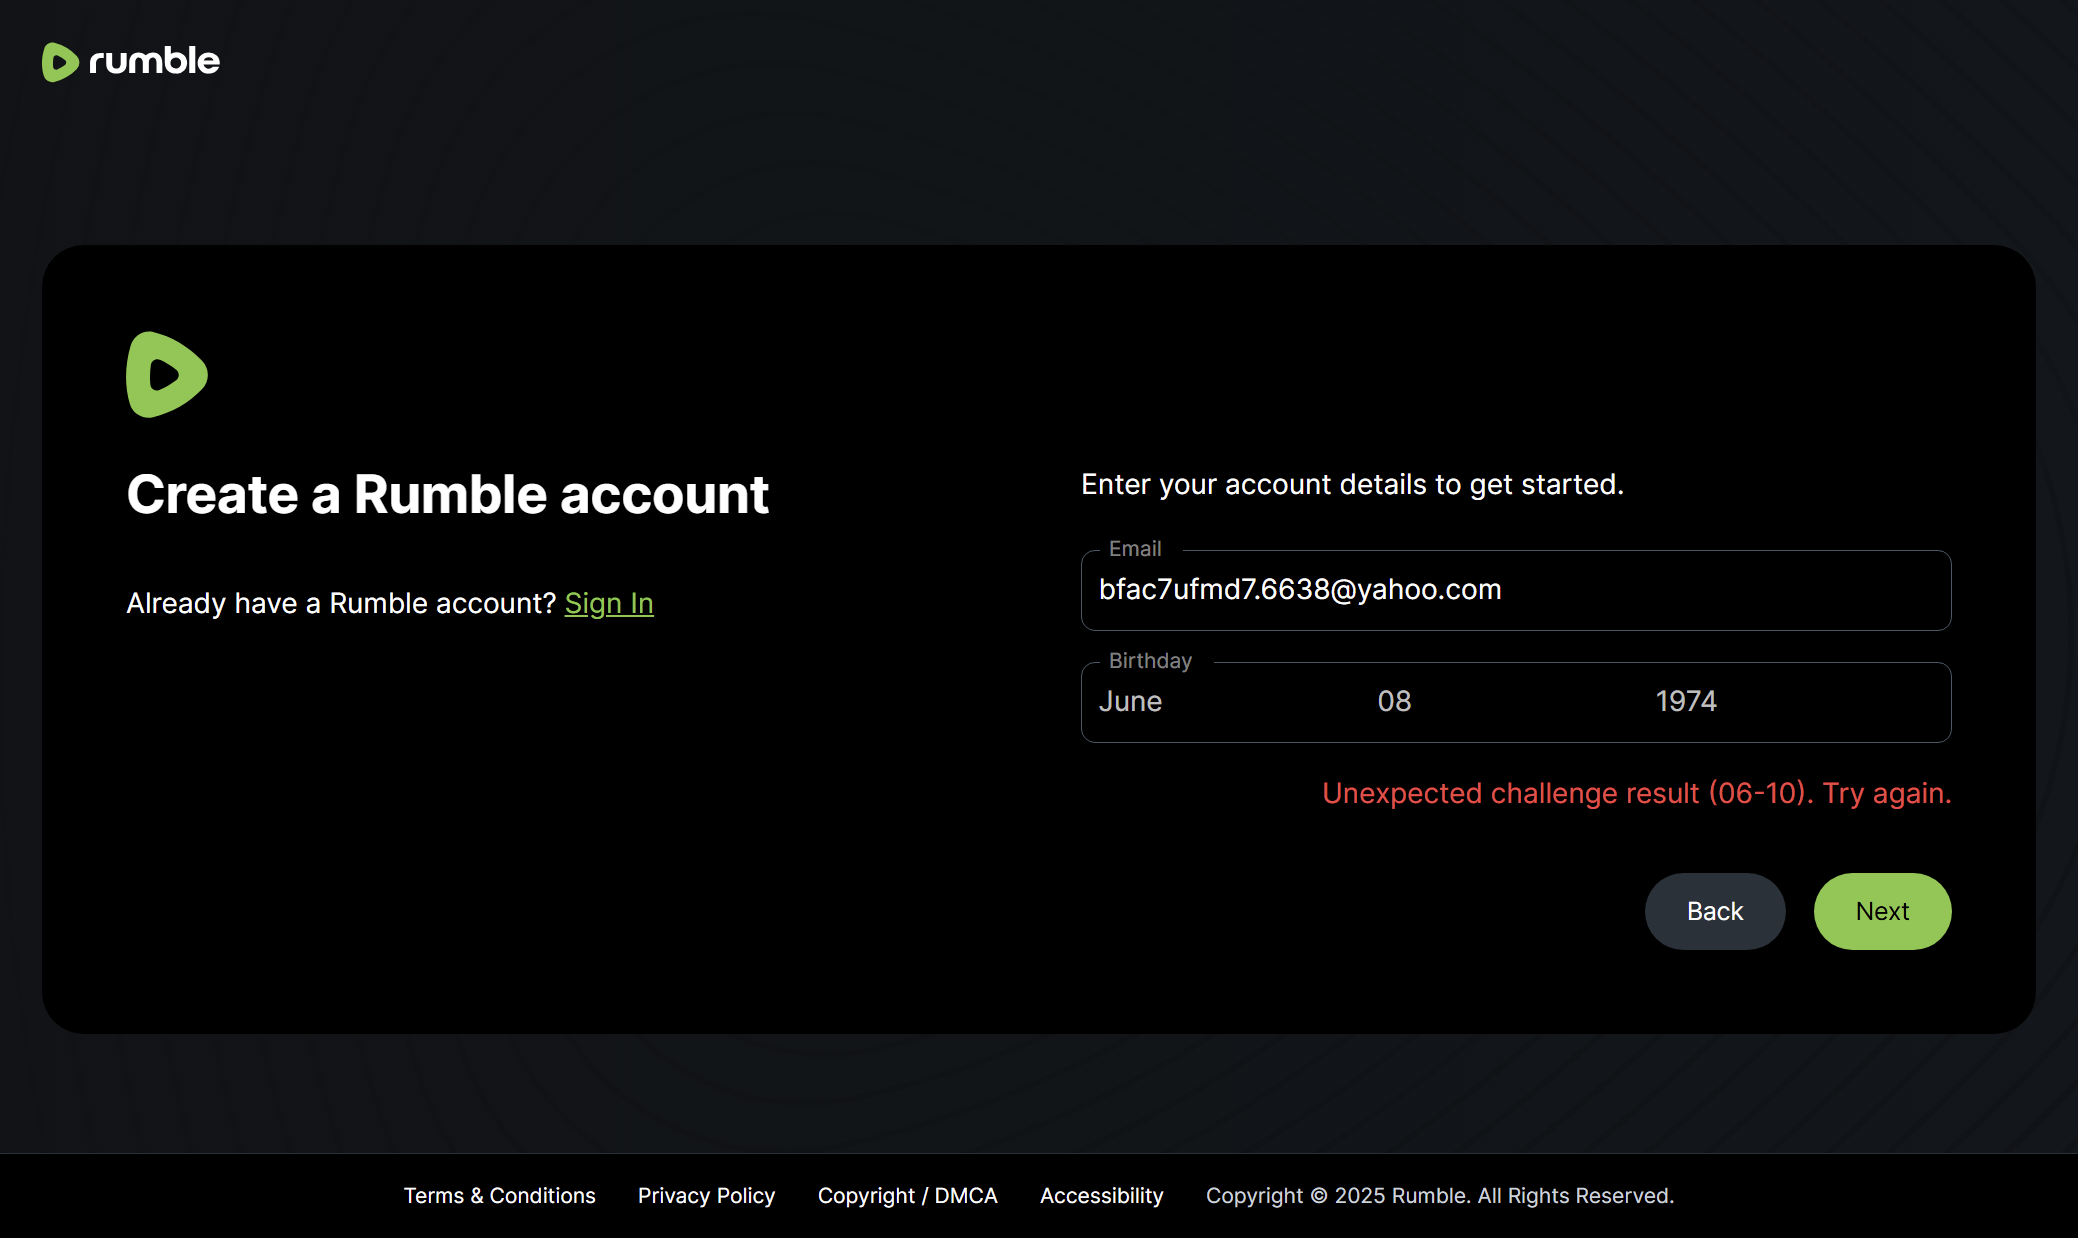 rumble
Create a Rumble account
Already have a Rumble account? Sign In
Enter your account details to get started.
Email
bfac7ufmd7.6638@yahoo.com
Birthday
June 08 1974
Unexpected challenge result (06-10). Try again.
Back Next
Terms & Conditions Privacy Policy Copyright / DMCA Accessibility Copyright © 2025 Rumble. All Rights Reserved.